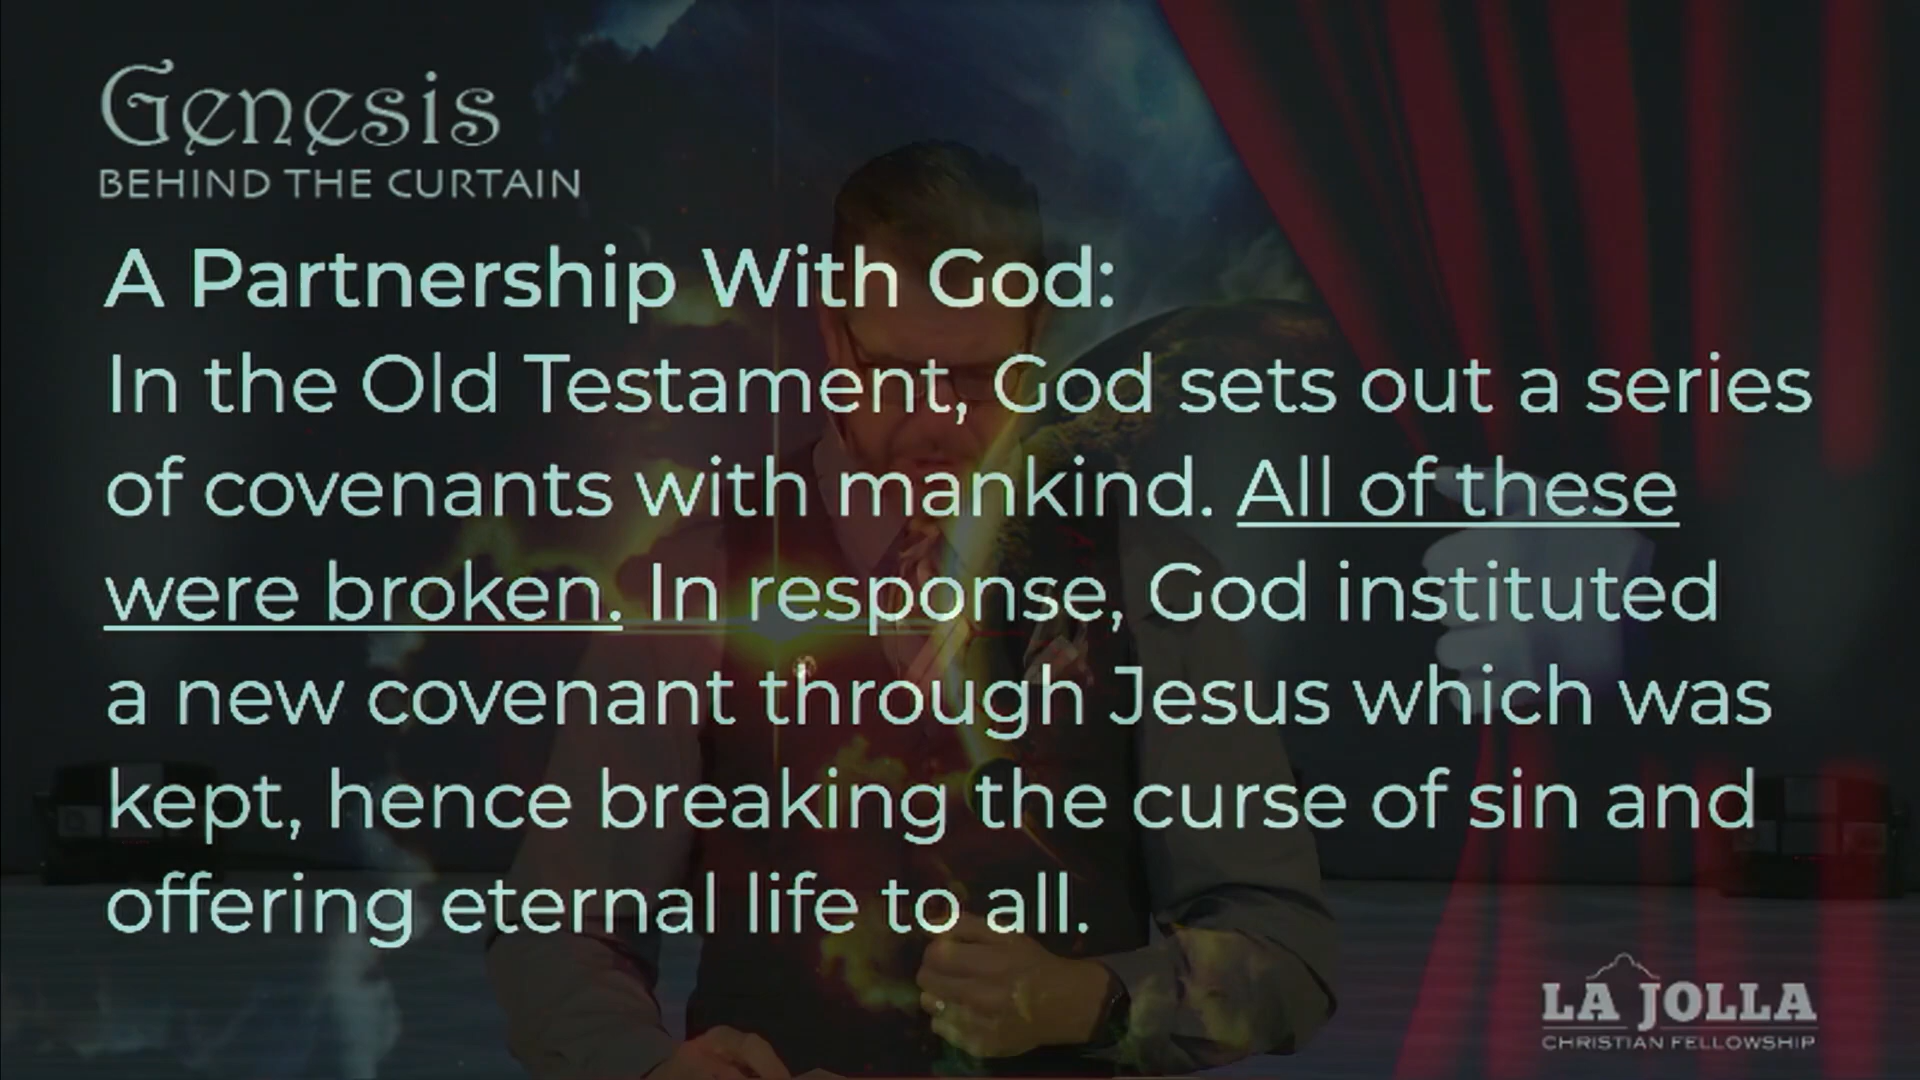 Genesis
BEHIND THE CURTAIN
A Partnership With God:
In the Old Testament, God sets out a series
of covenants with mankind. All of these
were broken. In response, God instituted
a new covenant through Jesus which was
kept, hence breaking the curse of sin and
offering eternal life to all.
LA JOLLA
CHRISTIAN FELLOWSHIP